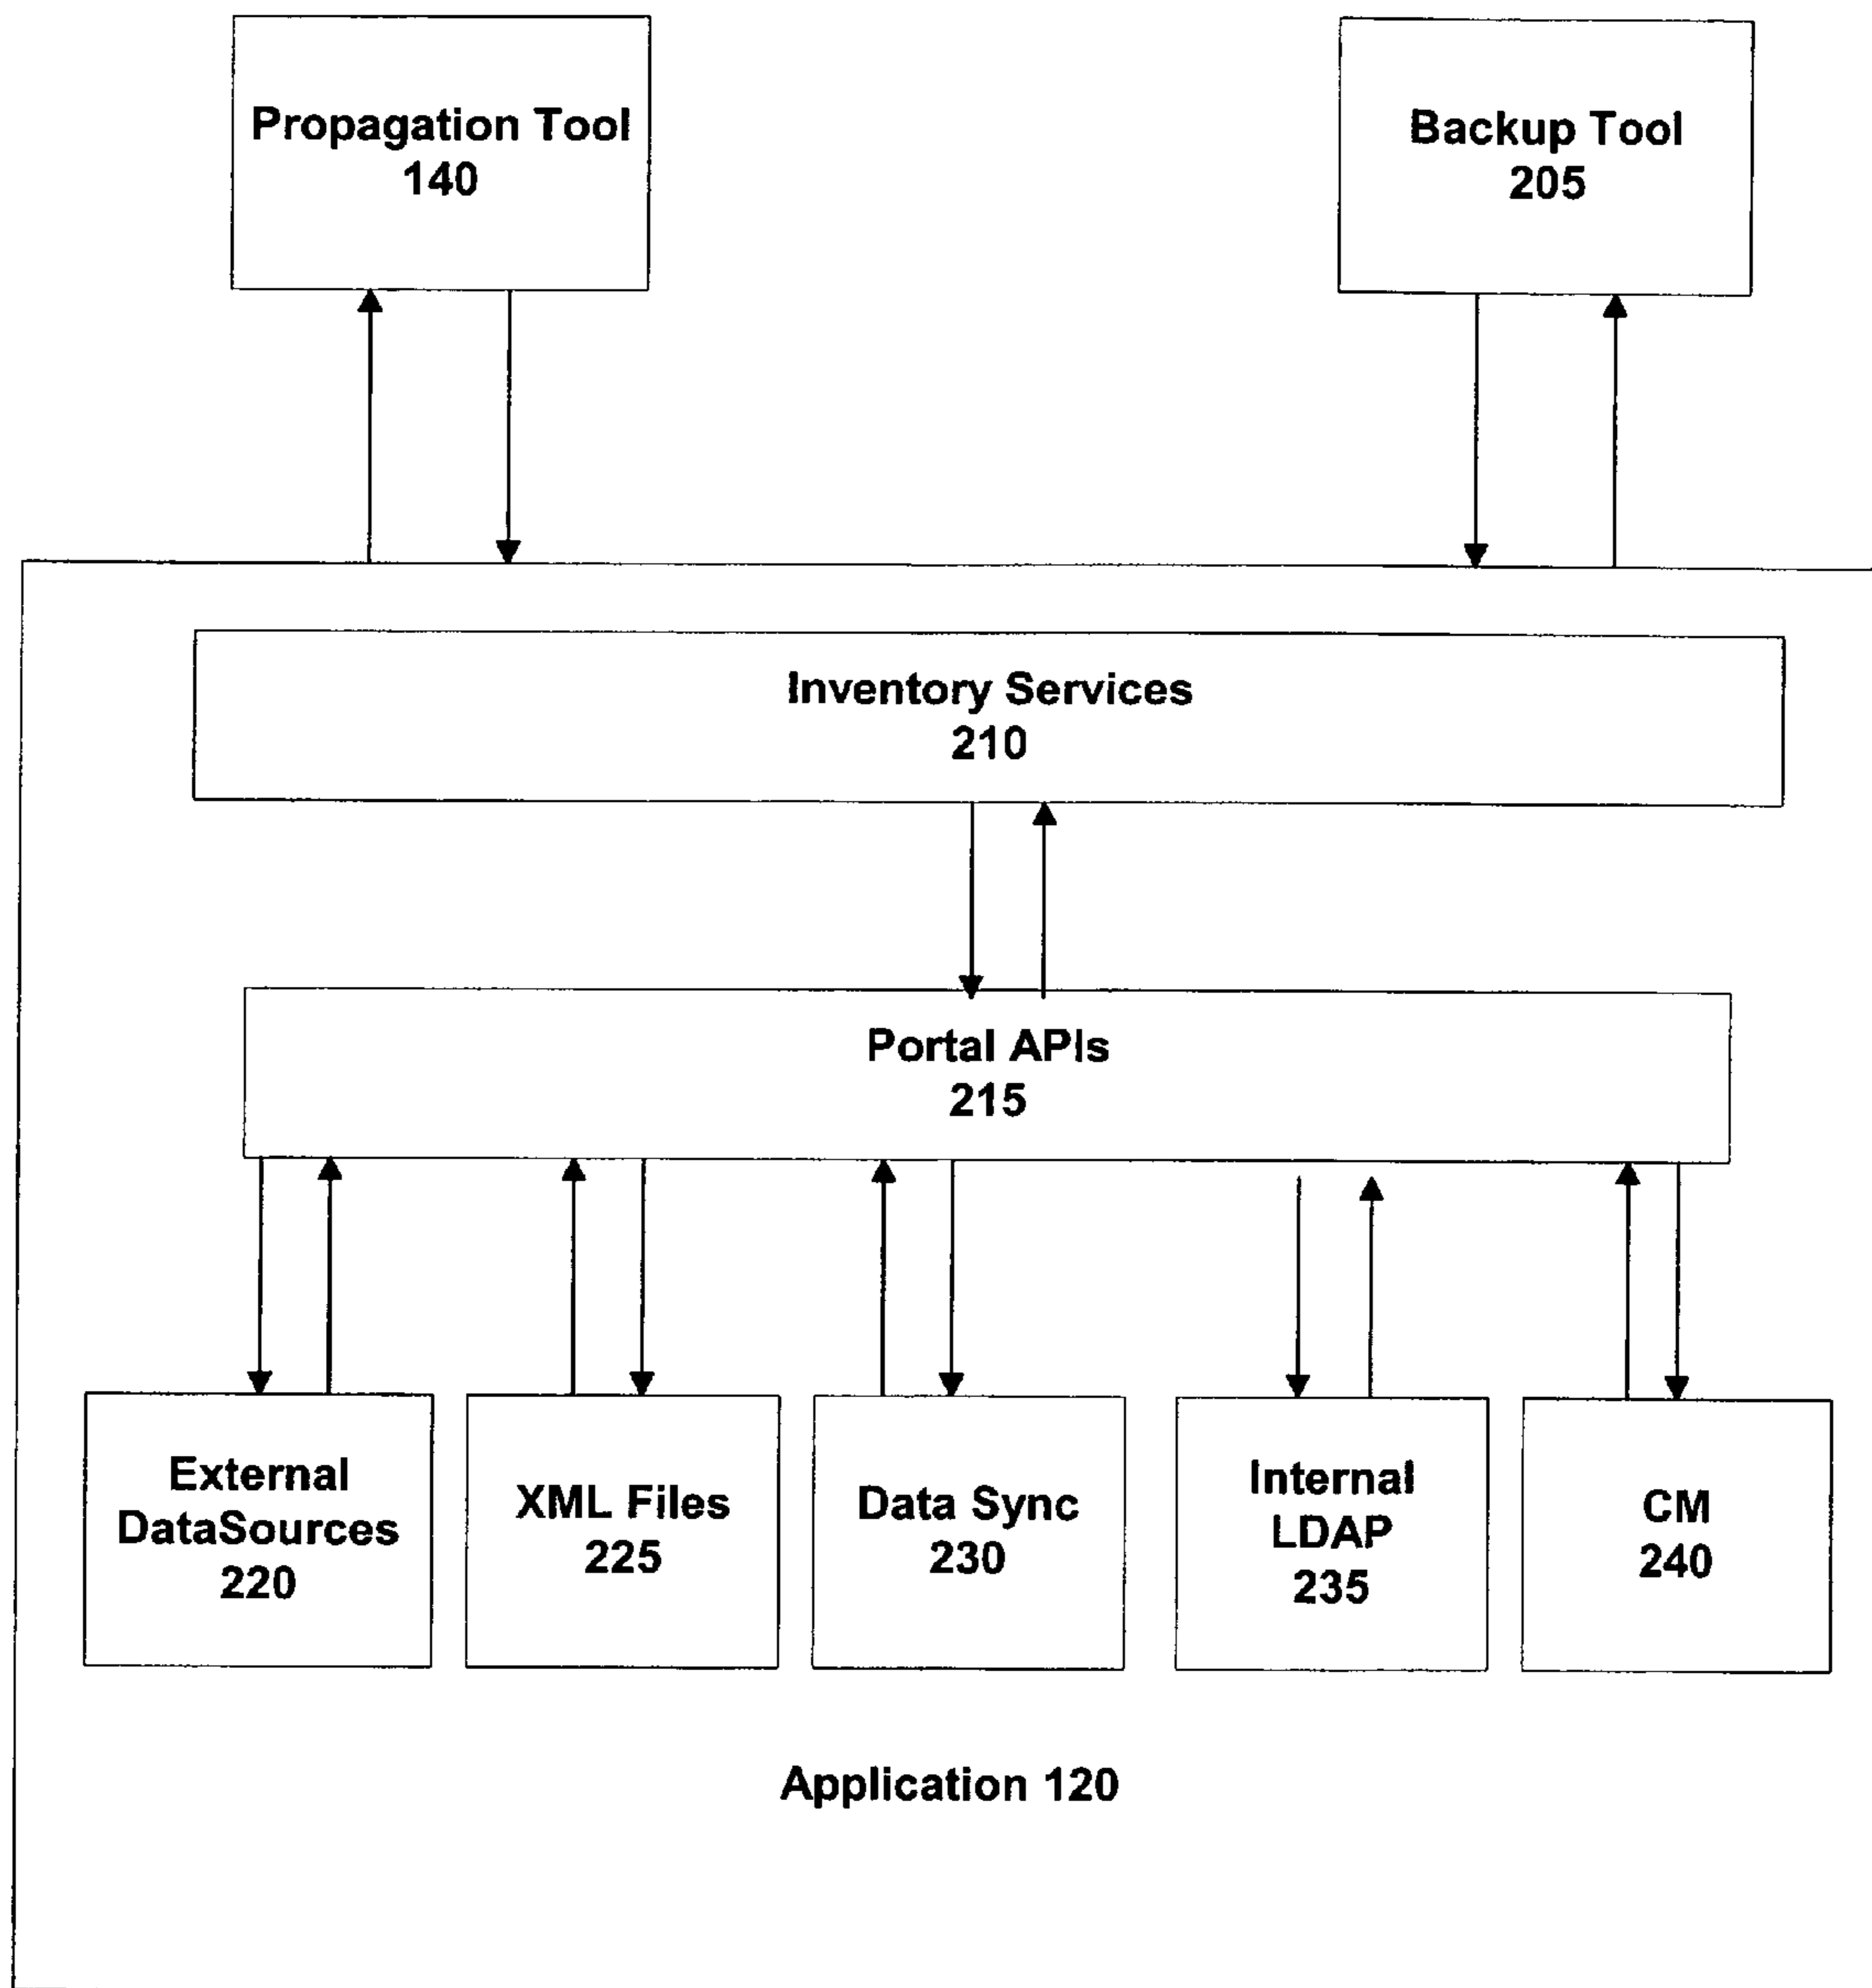 Propagation Tool
140
Backup Tool
205
Inventory Services
210
Portal APIs
215
External
DataSources
220
XML Files
225
Data Sync
230
Internal
LDAP
235
CM
240
Application 120